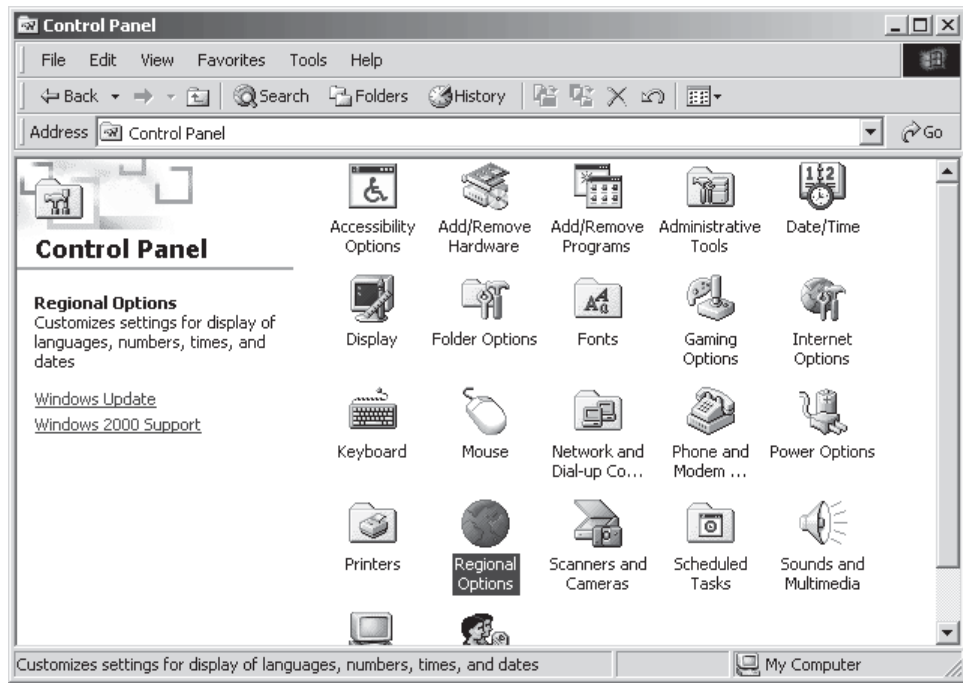 Control Panel
File Edit View Favorites Tools Help
Back Search Folders History
Address Control Panel Go
Control Panel
Regional Options
Customizes settings for display of
languages, numbers, times, and
dates
Windows Update
Windows 2000 Support
Accessibility
Options
Add/Remove
Hardware
Add/Remove
Programs
Administrative
Tools
Date/Time
Display
Folder Options
Fonts
Gaming
Options
Internet
Options
Keyboard
Mouse
Network and
Dial-up Co...
Phone and
Modem ...
Power Options
Printers
Regional
Options
Scanners and
Cameras
Scheduled
Tasks
Sounds and
Multimedia
Customizes settings for display of languages, numbers, times, and dates
My Computer